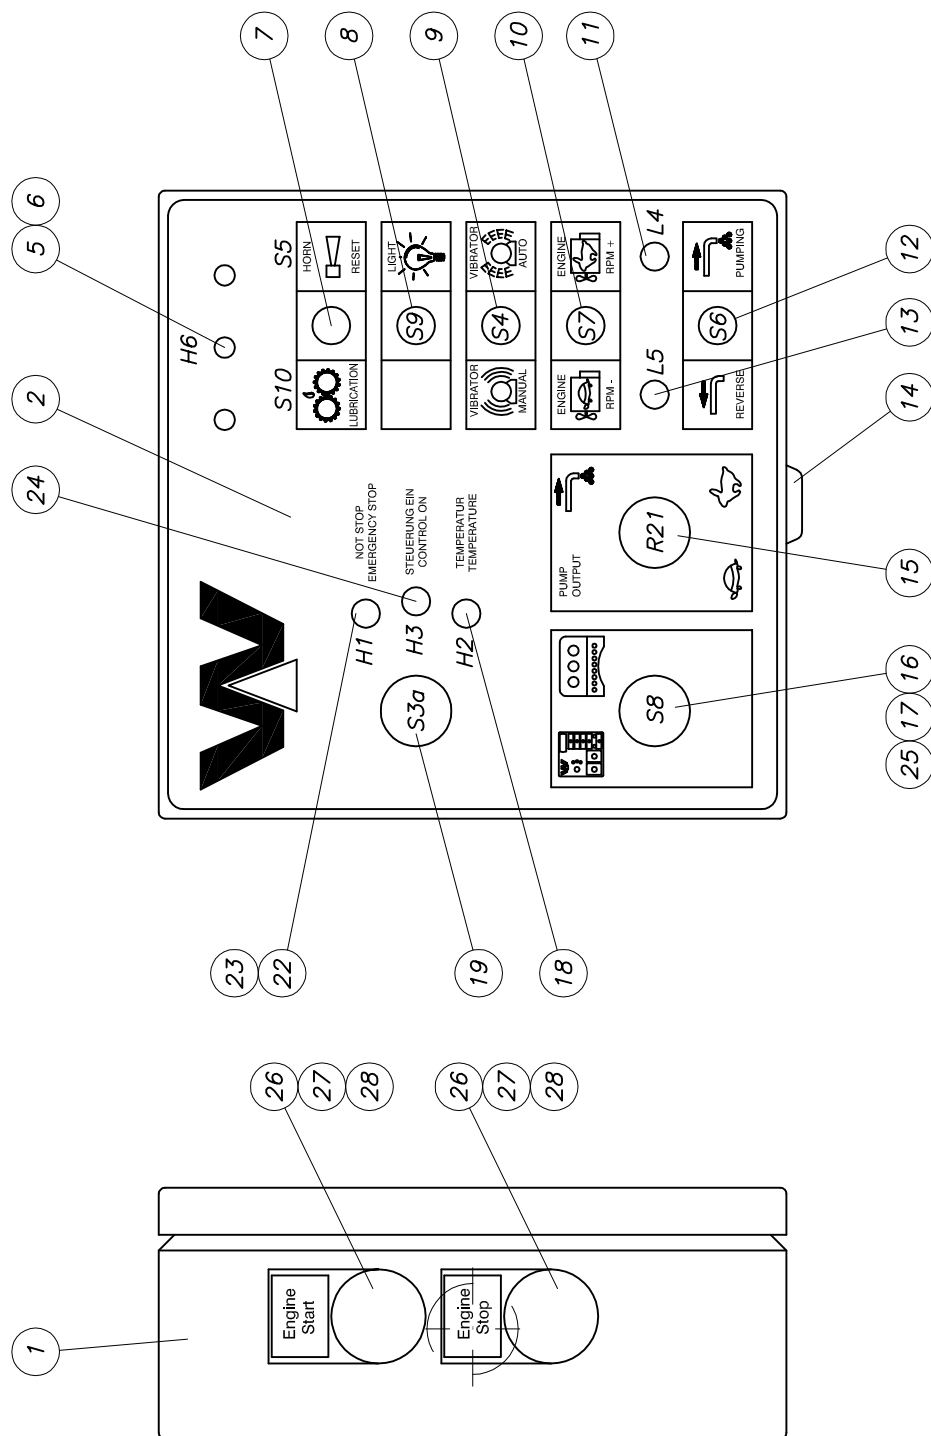 1
24
2
5
6
H6
23
22
26
27
28
26
27
28
19
18
7
8
9
10
11
Engine
Start
Engine
Stop
NOT STOP
EMERGENCY STOP
H1
STEUERUNG EIN
CONTROL ON
H3
TEMPERATUR
TEMPERATURE
H2
S3a
S10
S5
LUBRICATION
HORN
RESET
S9
LIGHT
VIBRATOR
MANUAL
S4
VIBRATOR
AUTO
ENGINE
RPM -
S7
ENGINE
RPM +
L5
L4
REVERSE
S6
PUMPING
S8
PUMP
OUTPUT
R21
25
17
16
15
14
13
12